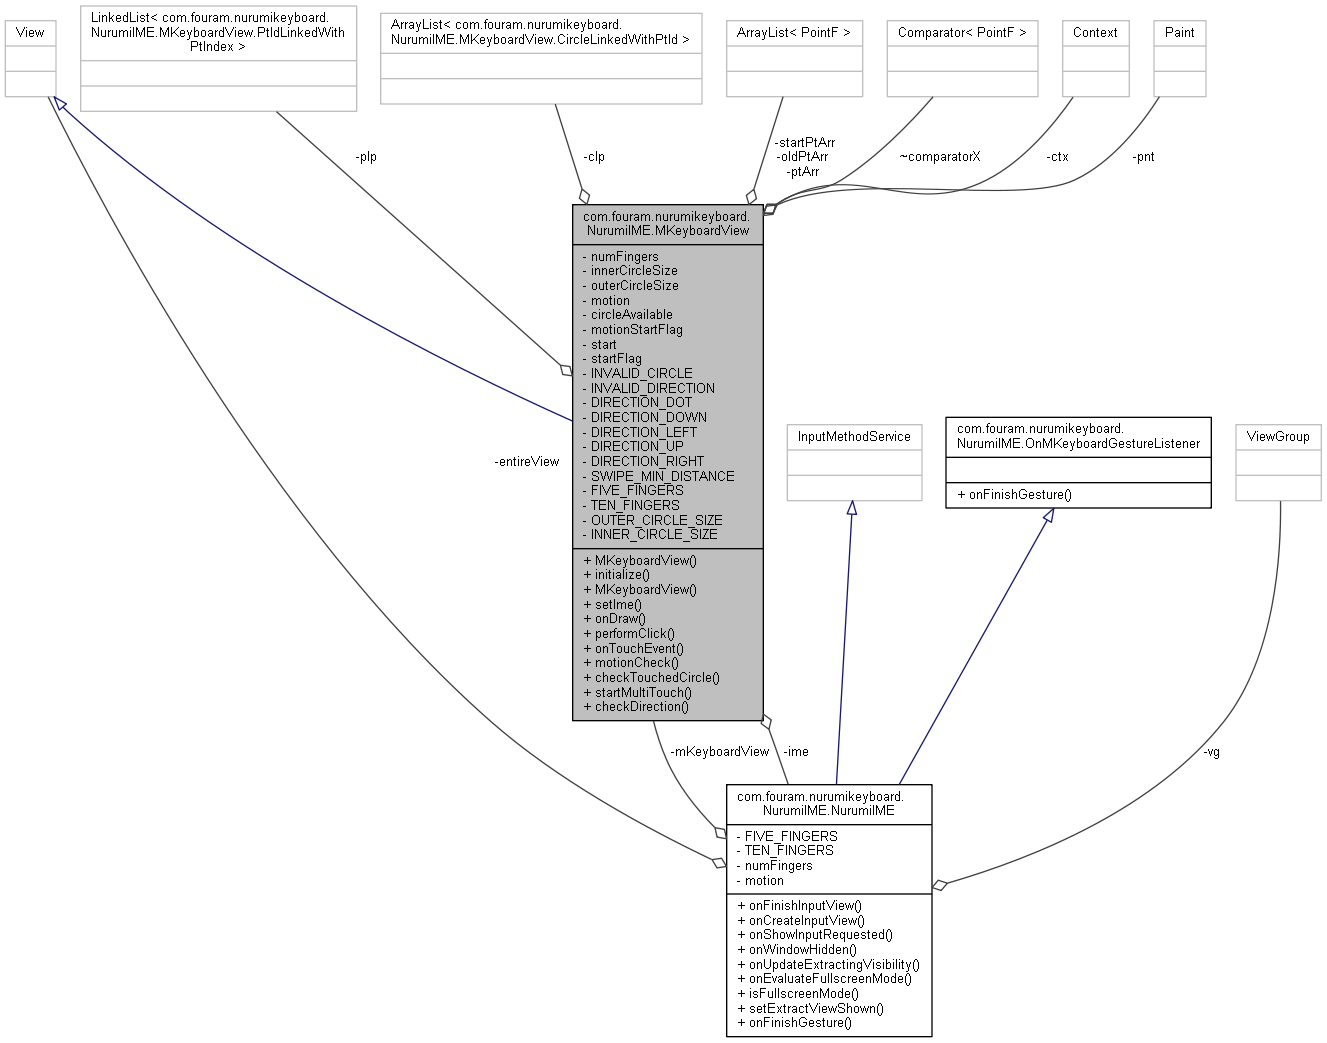 View
LinkedList< com.fouram.nurumikeyboard.
NurumiIME.MKeyboardView.PtIdLinkedWith
PtIndex >
ArrayList< com.fouram.nurumikeyboard.
NurumiIME.MKeyboardView.CircleLinkedWithPtId >
ArrayList< PointF >
Comparator< PointF >
Context
Paint
-plp
-clp
-startPtArr
-oldPtArr
-ptArr
~comparatorX
-ctx
-pnt
com.fouram.nurumikeyboard.
NurumiIME.MKeyboardView
- numFingers
- innerCircleSize
- outerCircleSize
- motion
- circleAvailable
- motionStartFlag
- start
- startFlag
- INVALID_CIRCLE
- INVALID_DIRECTION
- DIRECTION_DOT
- DIRECTION_DOWN
- DIRECTION_LEFT
- DIRECTION_UP
- DIRECTION_RIGHT
- SWIPE_MIN_DISTANCE
- FIVE_FINGERS
- TEN_FINGERS
- OUTER_CIRCLE_SIZE
- INNER_CIRCLE_SIZE
+ MKeyboardView()
+ initialize()
+ MKeyboardView()
+ setIme()
+ onDraw()
+ performClick()
+ onTouchEvent()
+ motionCheck()
+ checkTouchedCircle()
+ startMultiTouch()
+ checkDirection()
-entireView
InputMethodService
com.fouram.nurumikeyboard.
NurumiIME.OnMKeyboardGestureListener
+ onFinishGesture()
ViewGroup
-mKeyboardView
-ime
-vg
com.fouram.nurumikeyboard.
NurumiIME.NurumiIME
- FIVE_FINGERS
- TEN_FINGERS
- numFingers
- motion
+ onFinishInputView()
+ onCreateInputView()
+ onShowInputRequested()
+ onWindowHidden()
+ onUpdateExtractingVisibility()
+ onEvaluateFullscreenMode()
+ isFullscreenMode()
+ setExtractViewShown()
+ onFinishGesture()